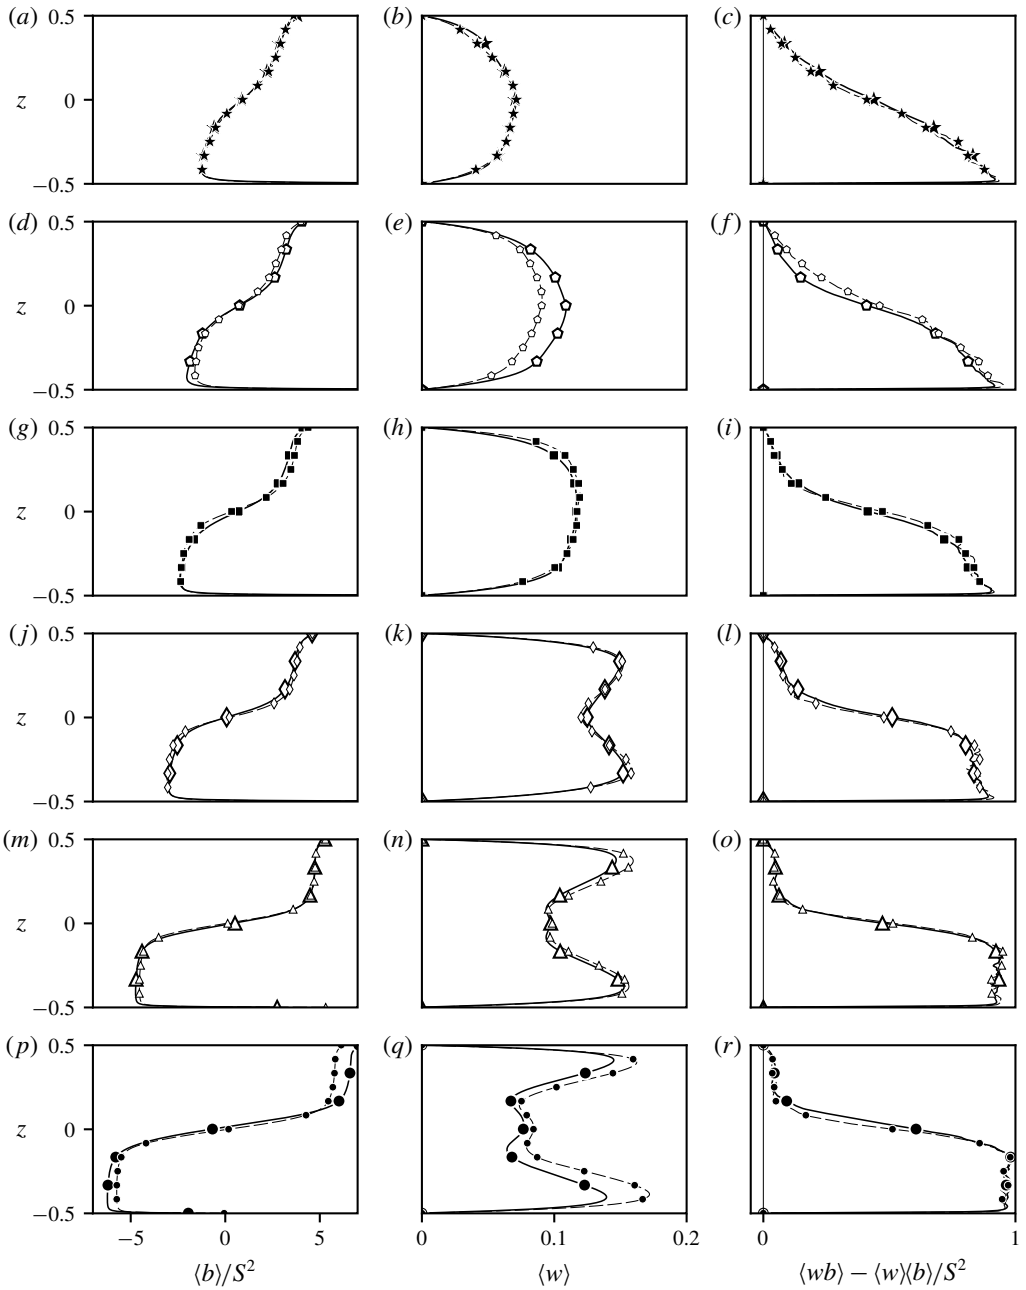 (a) (b) (c)
0.5
z 0
−0.5
(d) (e) (f)
0.5
z 0
−0.5
(g) (h) (i)
0.5
z 0
−0.5
(j) (k) (l)
0.5
z 0
−0.5
(m) (n) (o)
0.5
z 0
−0.5
(p) (q) (r)
0.5
z 0
−0.5
−5 0 5 0 0.1 0.2 0 1
⟨b⟩/S² ⟨w⟩ ⟨wb⟩ − ⟨w⟩⟨b⟩/S²